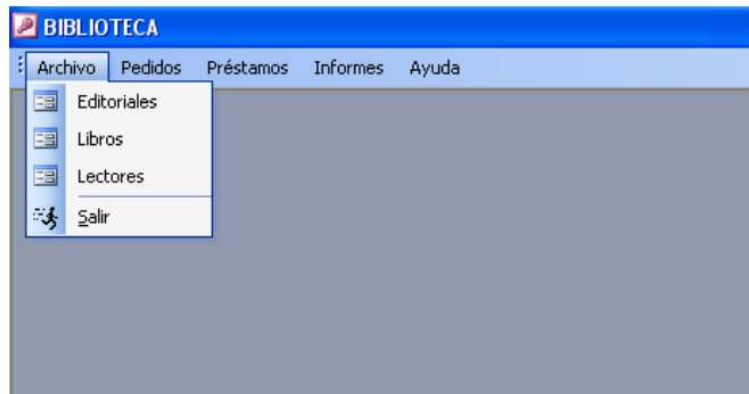 BIBLIOTECA
Archivo Pedidos Préstamos Informes Ayuda
Editoriales
Libros
Lectores
Salir